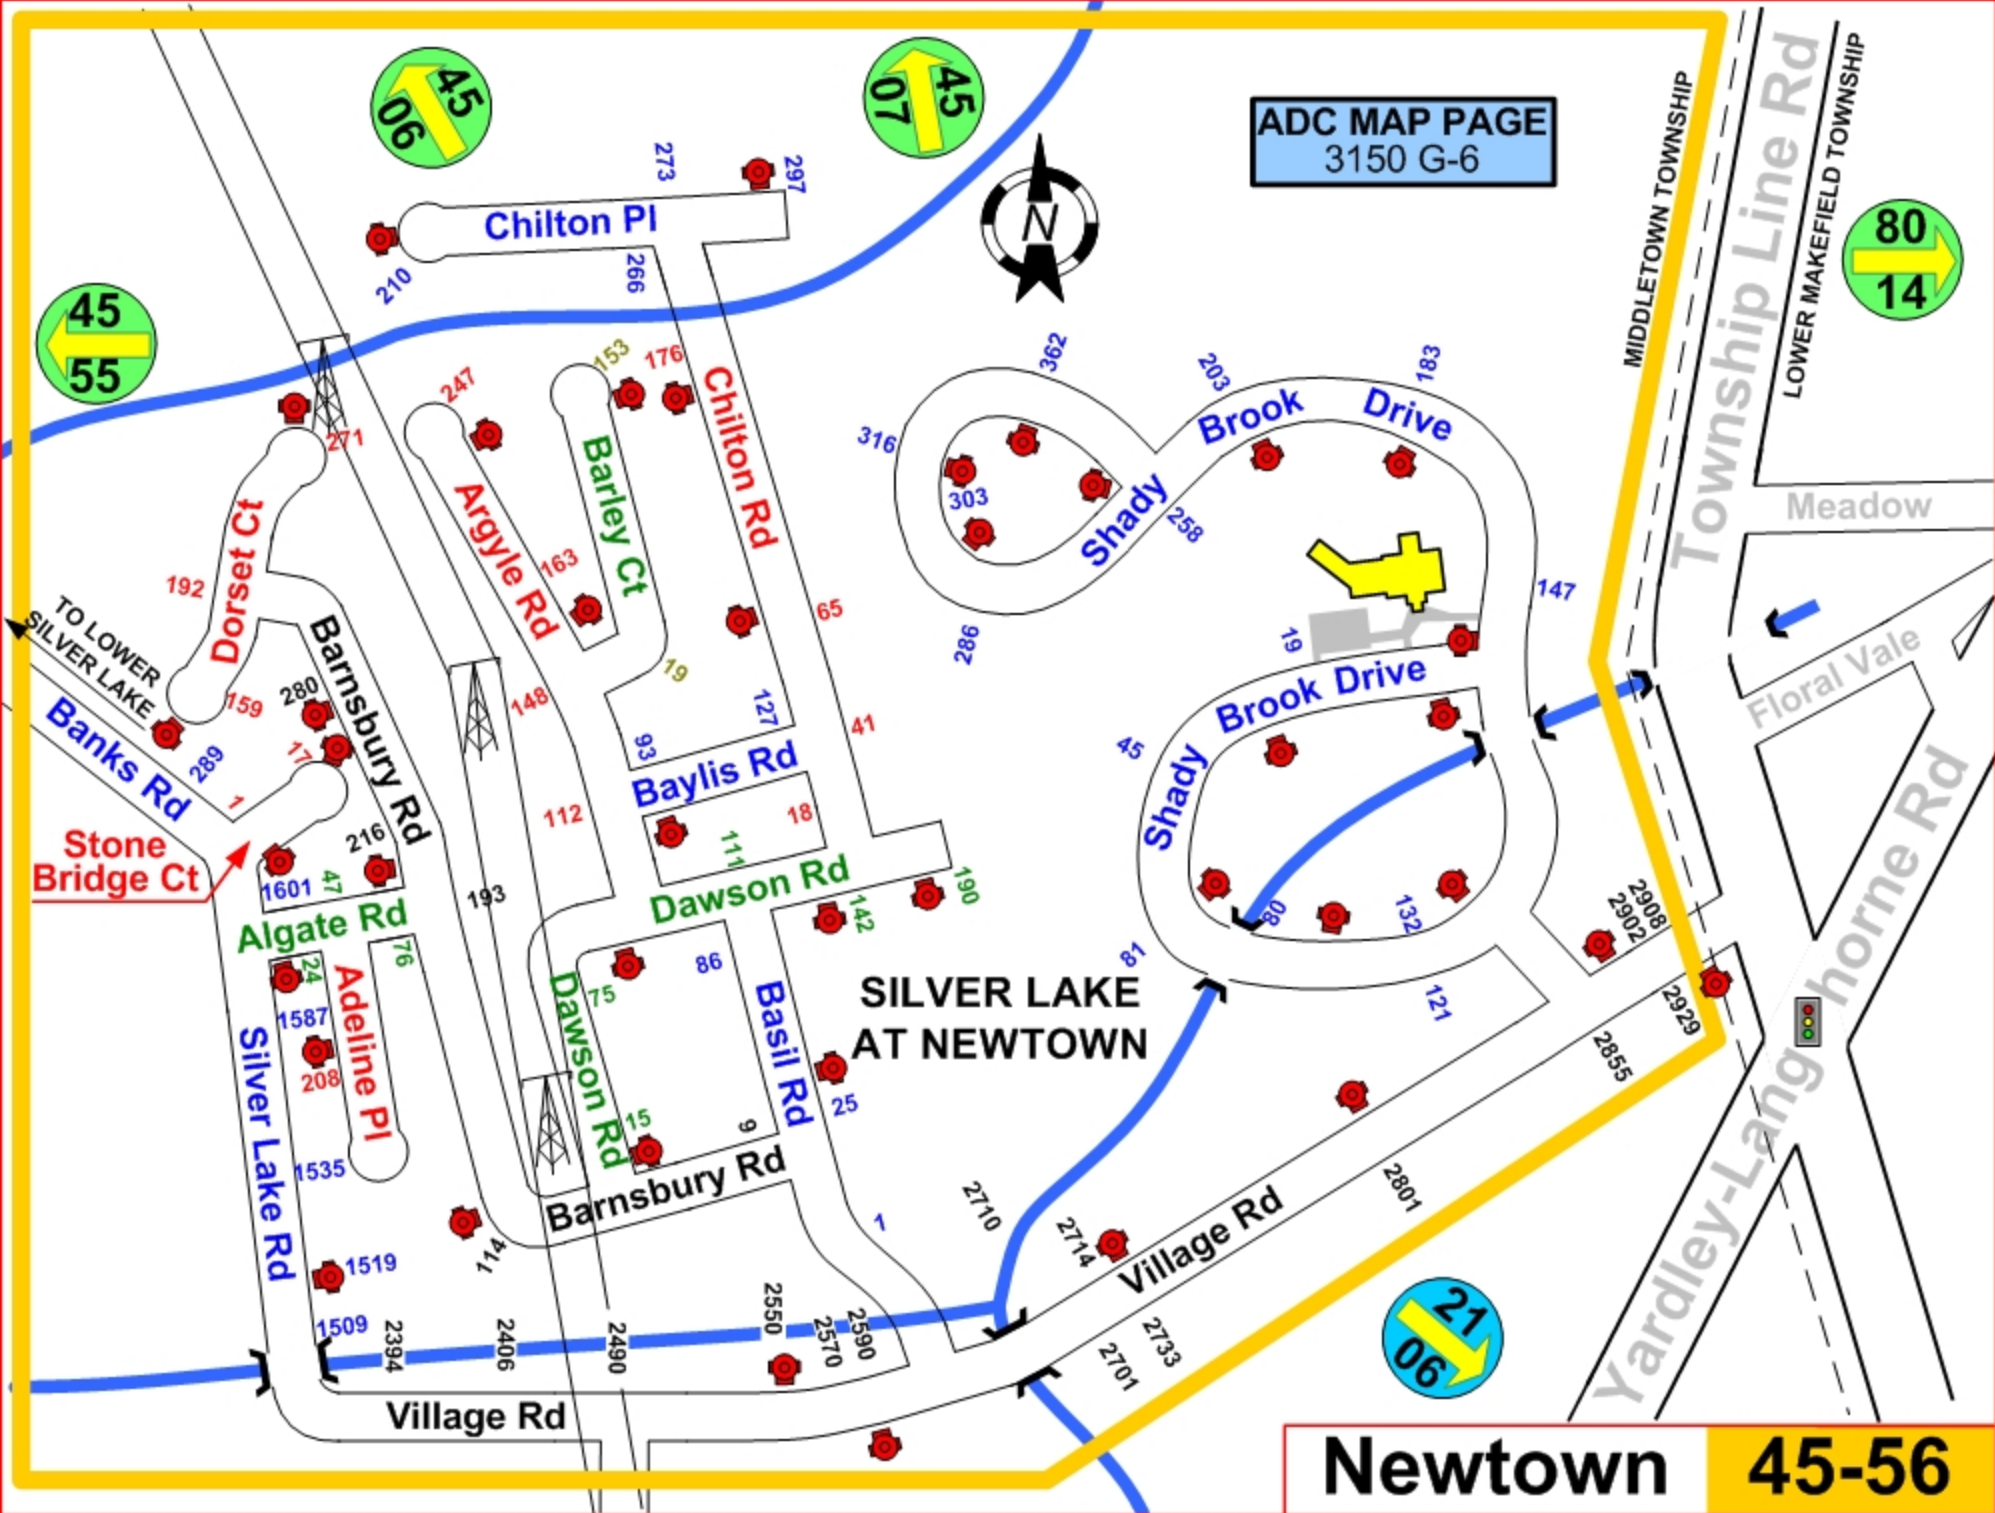 45
06
45
07
ADC MAP PAGE
3150 G-6
MIDDLETOWN TOWNSHIP
Township Line Rd
LOWER MAKEFIELD TOWNSHIP
80
14
45
55
273
297
Chilton Pl
210
266
N
247
153
176
271
Chilton Rd
Argyle Rd
Barley Ct
163
Dorset Ct
192
159
362
203
183
316
303
Brook
Drive
Shady
258
286
147
19
Meadow
Floral Vale
TO LOWER
SILVER LAKE
Banks Rd
289
280
17
1
Barnsbury Rd
216
Stone
Bridge Ct
1601
47
Algate Rd
24
76
148
19
65
127
41
93
Baylis Rd
112
18
111
Dawson Rd
190
142
193
86
75
Dawson Rd
15
Basil Rd
25
9
Barnsbury Rd
1
Brook Drive
Shady
45
81
80
132
121
SILVER LAKE
AT NEWTOWN
2908
2902
2929
2855
Yardley-Langhorne Rd
1587
Adeline Pl
208
Silver Lake Rd
1535
114
1519
1509
2394
2406
2490
2550
2570
2590
2710
2714
Village Rd
2801
2733
2701
Village Rd
21
06
Newtown
45-56